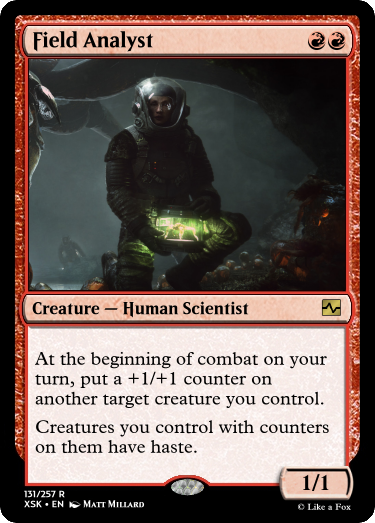 Field Analyst
Creature — Human Scientist
At the beginning of combat on your
turn, put a +1/+1 counter on
another target creature you control.
Creatures you control with counters
on them have haste.
1/1
131/257 R
XSK • EN Matt Millard
© Like a Fox